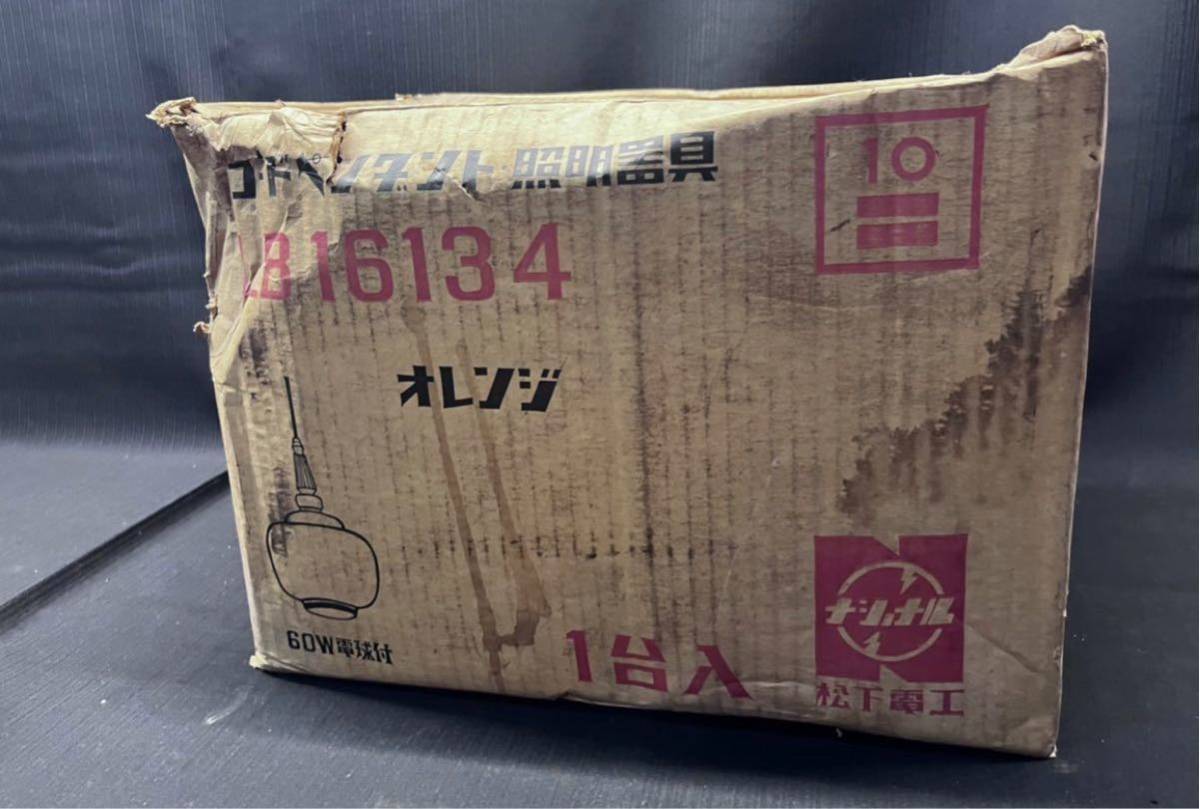 コードペンダント 照明器具
LB16134
10
オレンジ
60W電球付
1台入
N
ナショナル
松下電工